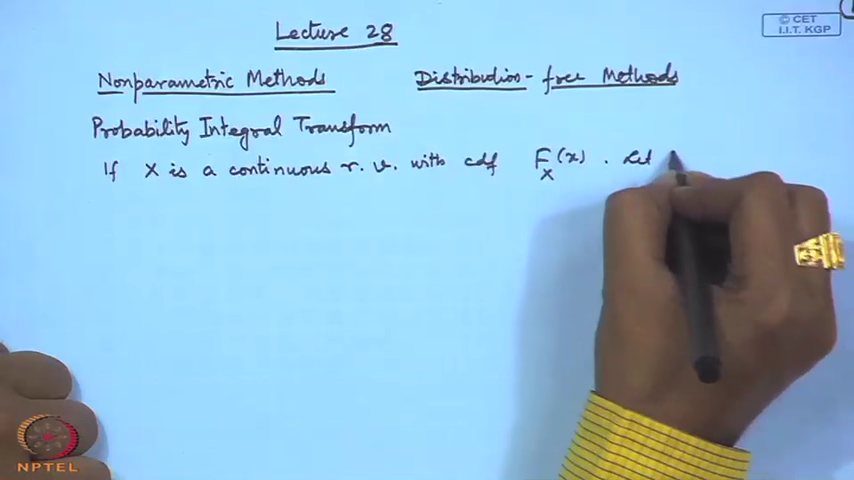 Lecture 28
© CET
I.I.T. KGP
Nonparametric Methods Distribution-free Methods
Probability Integral Transform
If X is a continuous r. v. with cdf F_X(x). Let
NPTEL